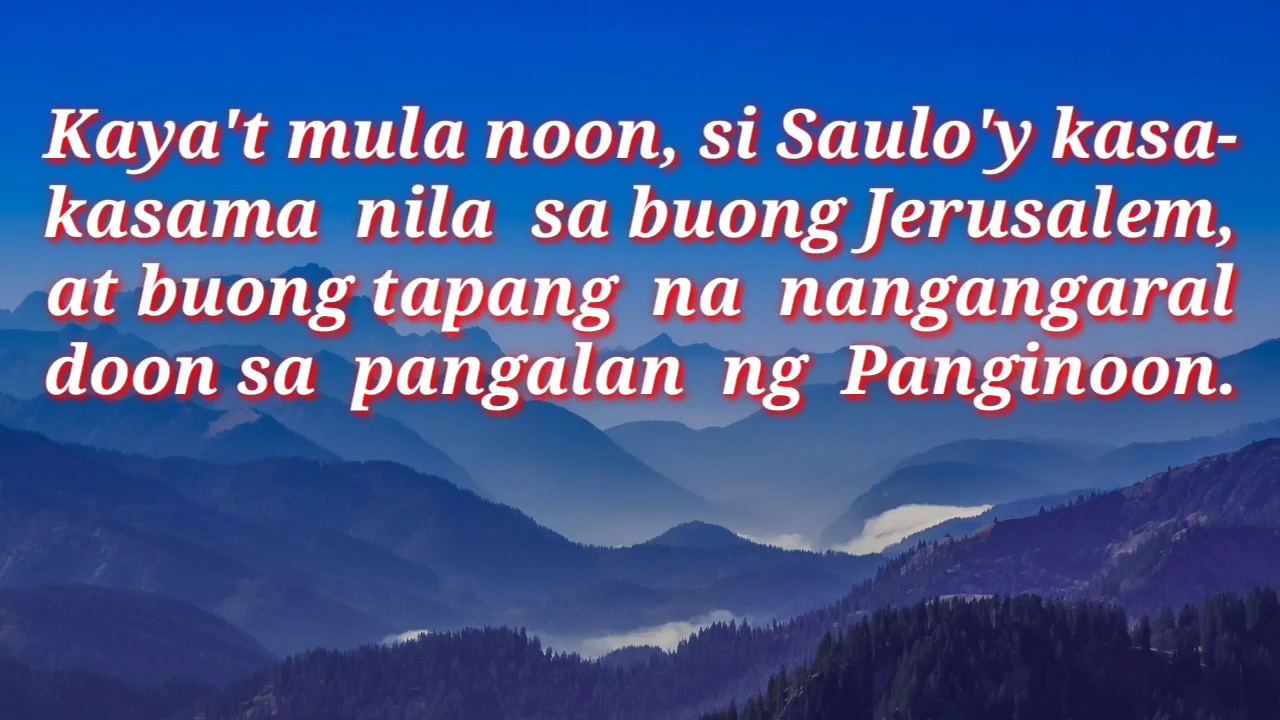 Kaya't mula noon, si Saulo'y kasa-
kasama nila sa buong Jerusalem,
at buong tapang na nangangaral
doon sa pangalan ng Panginoon.